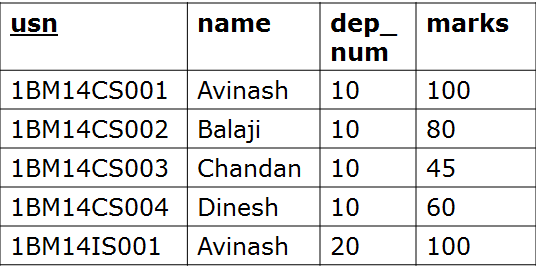 usn name dep_ marks
num
1BM14CS001 Avinash 10 100
1BM14CS002 Balaji 10 80
1BM14CS003 Chandan 10 45
1BM14CS004 Dinesh 10 60
1BM14IS001 Avinash 20 100